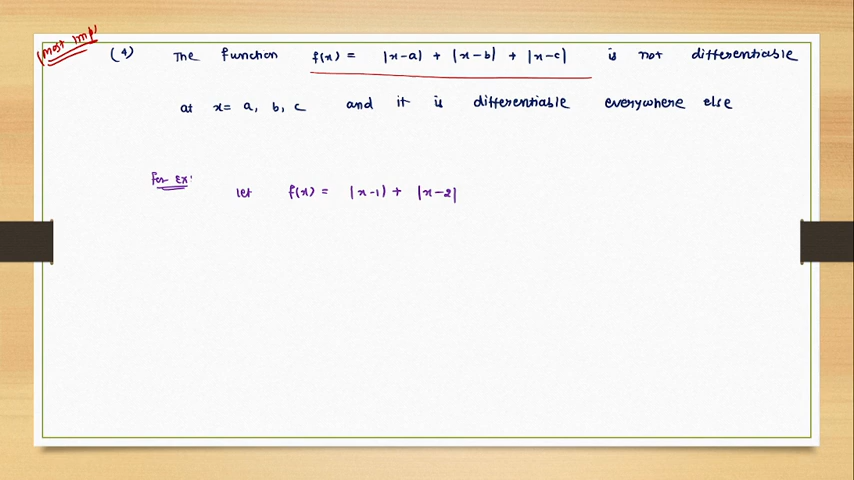 (most imp)
(4) The function f(x) = |x-a| + |x-b| + |x-c| is not differentiable
at x= a, b, c and it is differentiable everywhere else
For Ex:
let f(x) = |x-1| + |x-2|